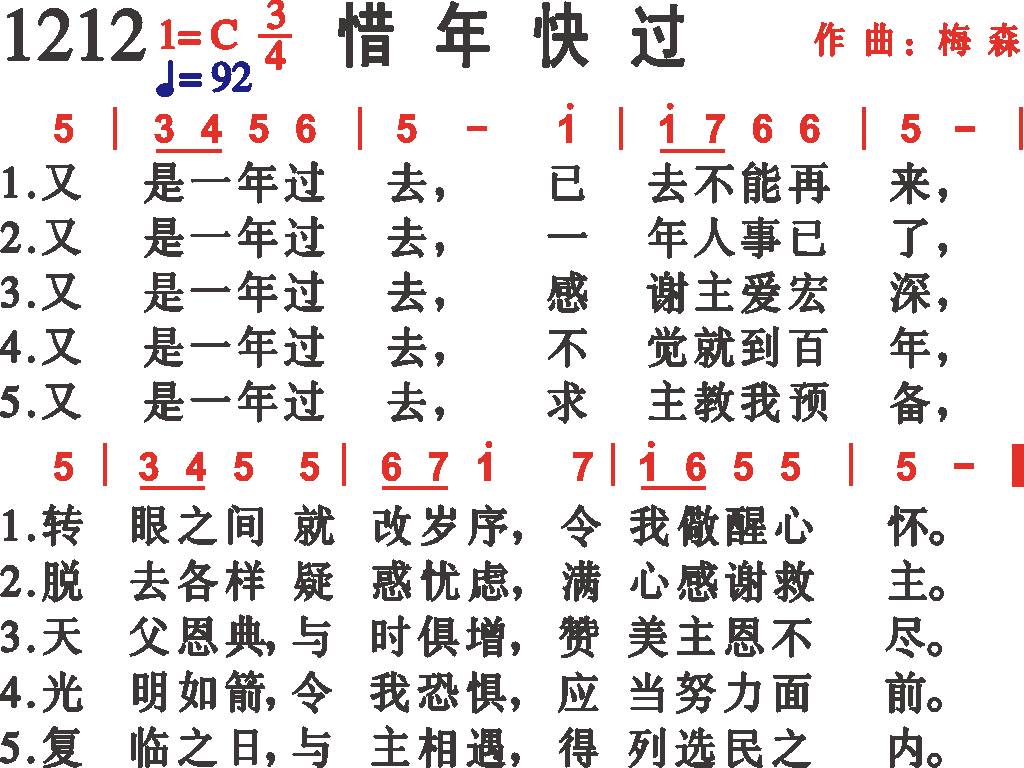 1212 1=C 3/4 惜年快过 作曲：梅森
♩=92
5 | 3 4 5 6 | 5 - i | i 7 6 6 | 5 - |
1.又 是一年过 去， 已 去不能再 来，
2.又 是一年过 去， 一 年人事已 了，
3.又 是一年过 去， 感 谢主爱宏 深，
4.又 是一年过 去， 不 觉就到百 年，
5.又 是一年过 去， 求 主教我预 备，
5 | 3 4 5 5 | 6 7 i 7 | i 6 5 5 | 5 -
1.转 眼之间 就 改岁序，令 我儆醒心 怀。
2.脱 去各样 疑 惑忧虑，满 心感谢救 主。
3.天 父恩典，与 时俱增，赞 美主恩不 尽。
4.光 明如箭，令 我恐惧，应 当努力面 前。
5.复 临之日，与 主相遇，得 列选民之 内。